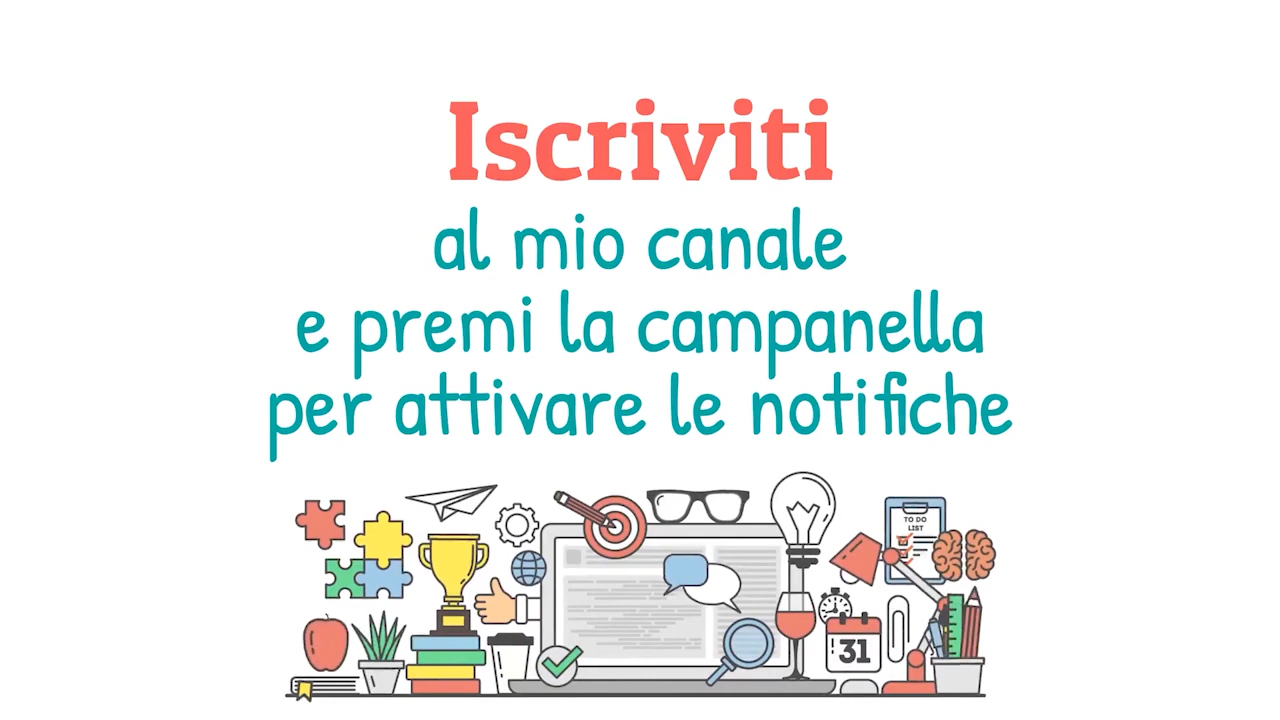 Iscriviti
al mio canale
e premi la campanella
per attivare le notifiche
TO DO
LIST
31